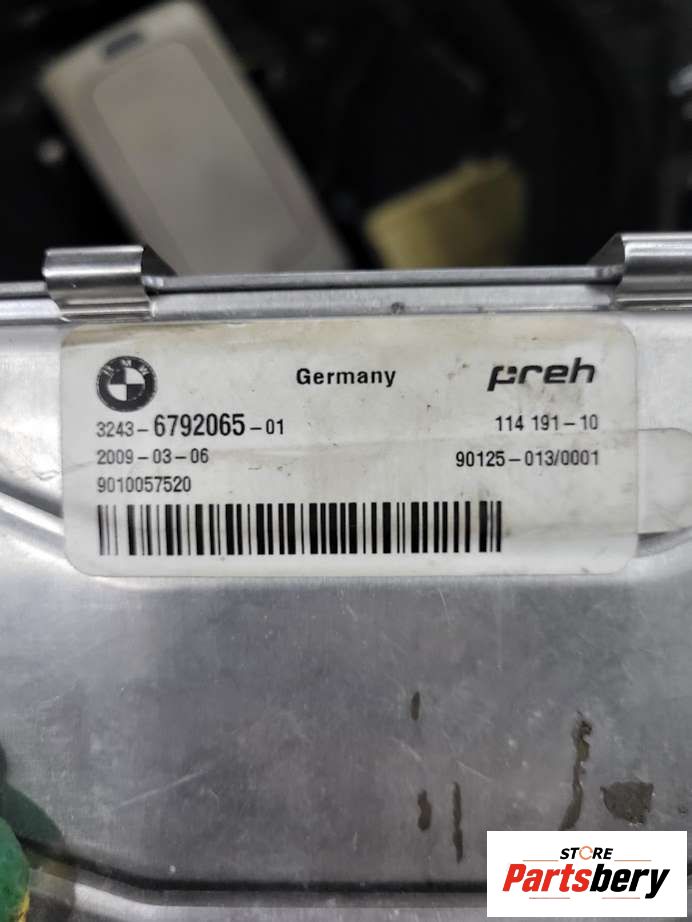 BMW
Germany
preh
3243-6792065-01
114 191-10
2009-03-06
90125-013/0001
9010057520
STORE
Partsbery